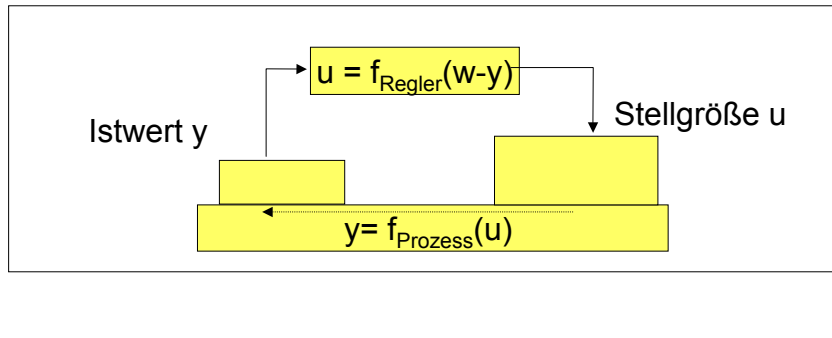 u = f_Regler(w-y)
Istwert y
Stellgröße u
y= f_Prozess(u)